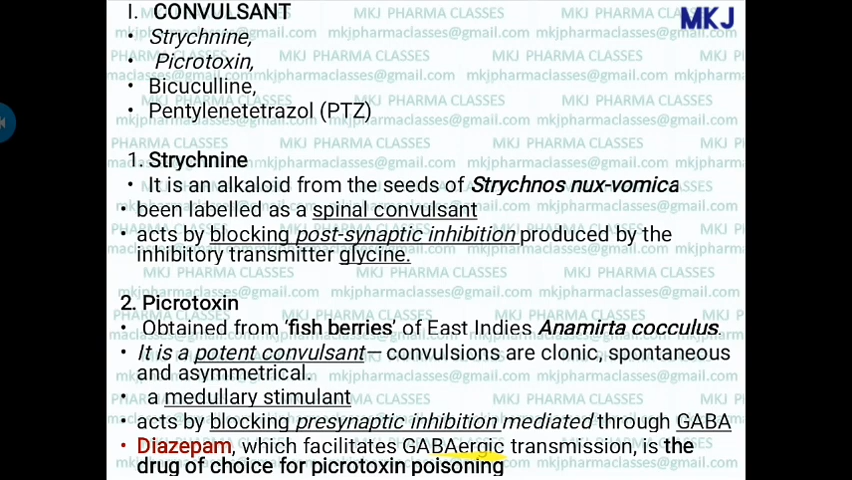 I. CONVULSANT
MKJ
• Strychnine,
• Picrotoxin,
• Bicuculline,
• Pentylenetetrazol (PTZ)
1. Strychnine
• It is an alkaloid from the seeds of Strychnos nux-vomica
• been labelled as a spinal convulsant
• acts by blocking post-synaptic inhibition produced by the
inhibitory transmitter glycine.
2. Picrotoxin
• Obtained from ‘fish berries’ of East Indies Anamirta cocculus.
• It is a potent convulsant— convulsions are clonic, spontaneous
and asymmetrical.
• a medullary stimulant
• acts by blocking presynaptic inhibition mediated through GABA
• Diazepam, which facilitates GABAergic transmission, is the
drug of choice for picrotoxin poisoning